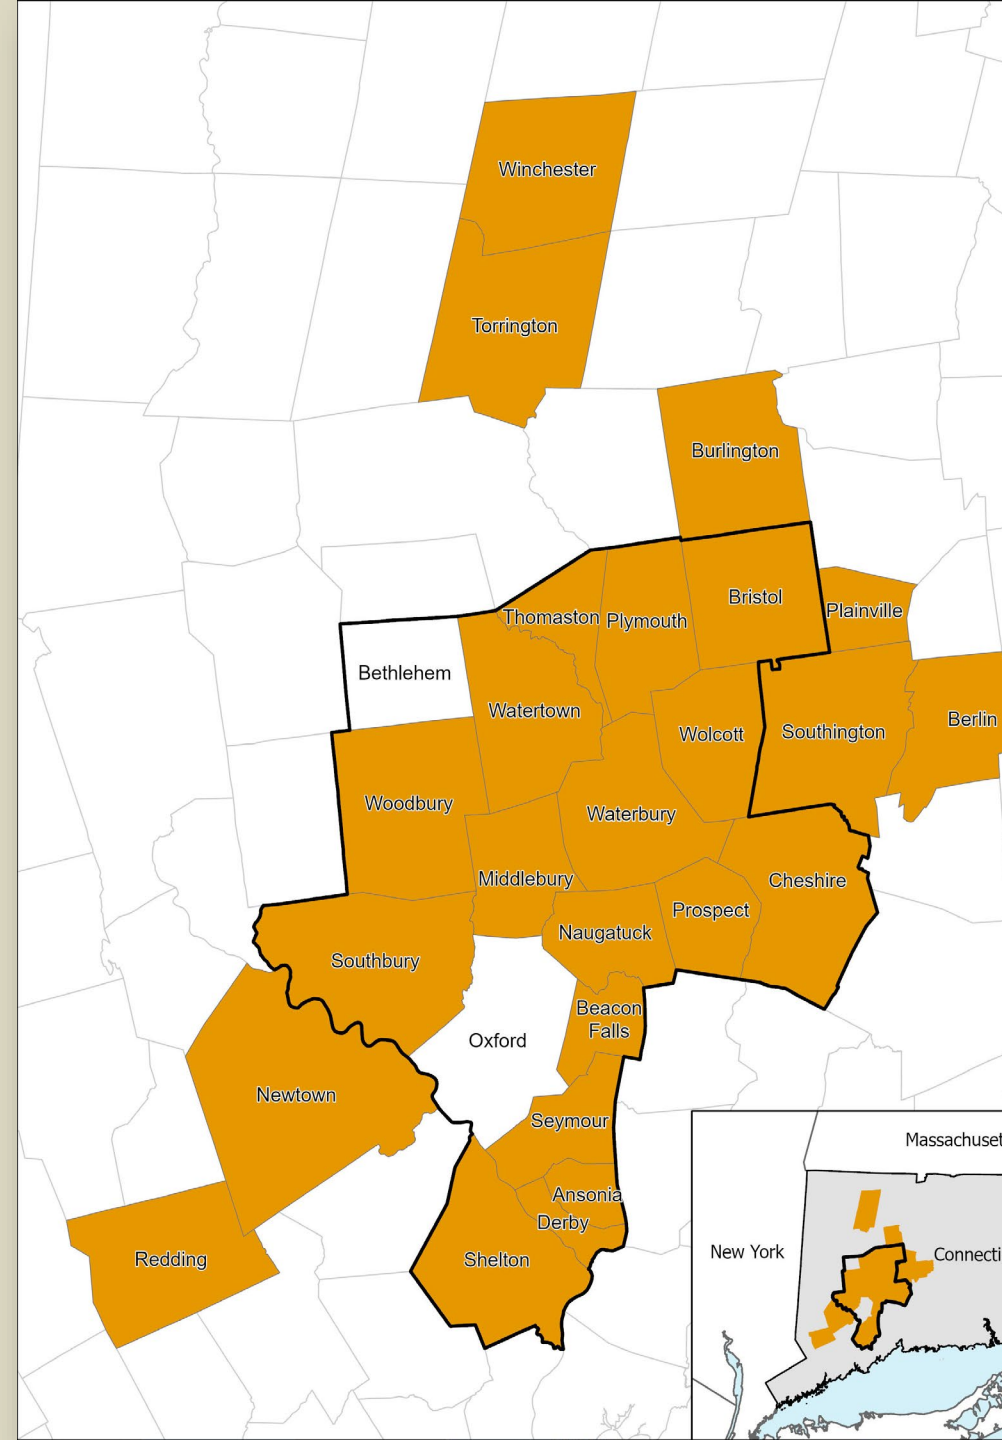 Winchester
Torrington
Burlington
Bristol
Thomaston
Plymouth
Plainville
Bethlehem
Watertown
Wolcott
Southington
Berlin
Woodbury
Waterbury
Middlebury
Cheshire
Prospect
Naugatuck
Southbury
Beacon
Falls
Oxford
Newtown
Seymour
Ansonia
Derby
Shelton
Redding
Massachuset
New York
Connecti